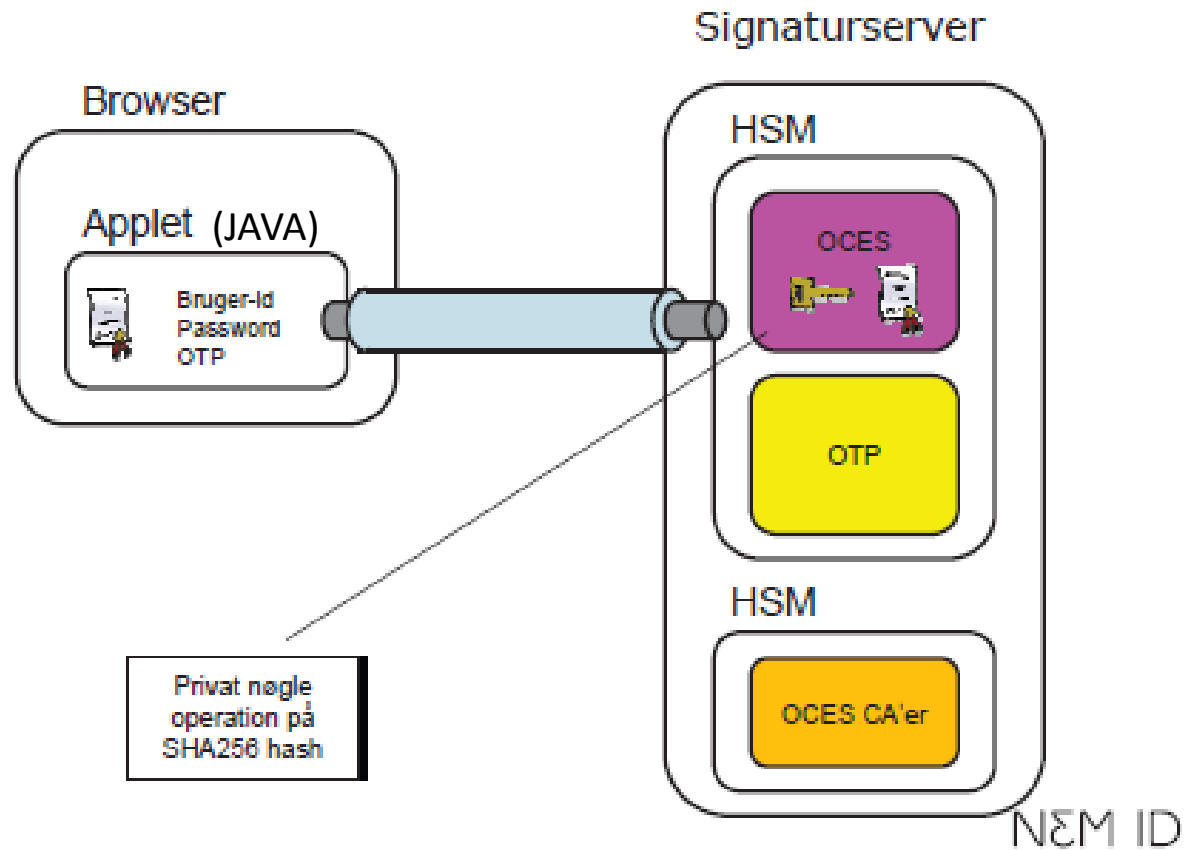 Signaturserver
Browser
HSM
Applet (JAVA)
OCES
Bruger-Id
Password
OTP
OTP
HSM
Privat nøgle
operation på
SHA256 hash
OCES CA'er
NEM ID